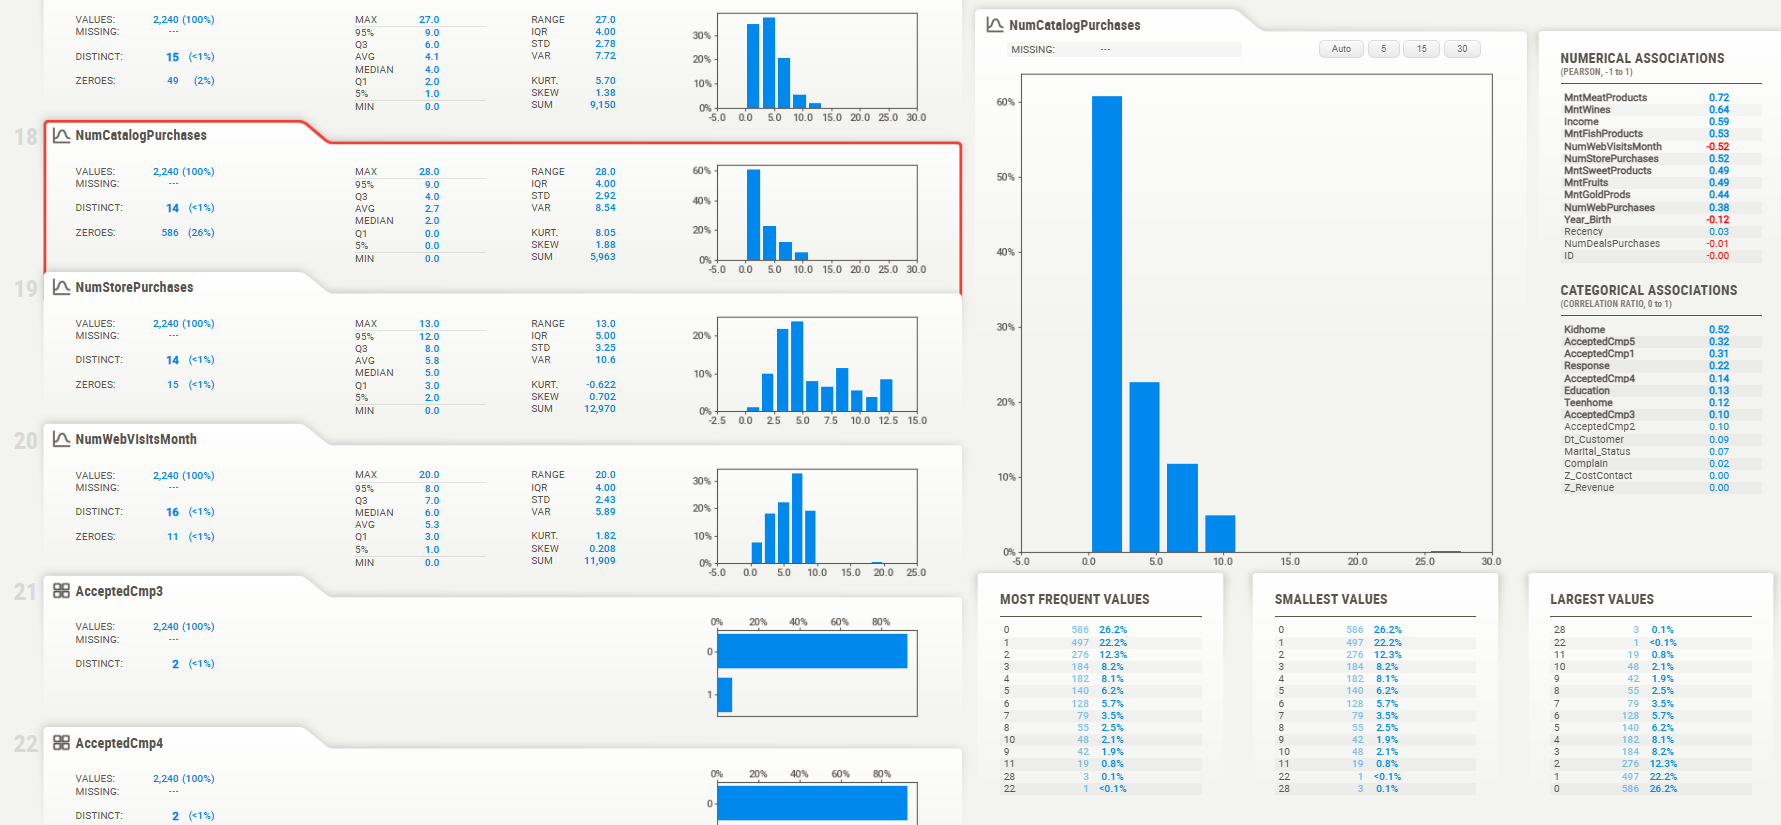 VALUES: 2,240 (100%)
MISSING: ---
DISTINCT: 15 (<1%)
ZEROES: 49 (2%)
MAX 27.0
95% 9.0
Q3 6.0
AVG 4.1
MEDIAN 4.0
Q1 2.0
5% 1.0
MIN 0.0
RANGE 27.0
IQR 4.00
STD 2.78
VAR 7.72
KURT. 5.70
SKEW 1.38
SUM 9,150
30%
20%
10%
0%
-5.0 0.0 5.0 10.0 15.0 20.0 25.0 30.0
18
NumCatalogPurchases
VALUES: 2,240 (100%)
MISSING: ---
DISTINCT: 14 (<1%)
ZEROES: 586 (26%)
MAX 28.0
95% 9.0
Q3 4.0
AVG 2.7
MEDIAN 2.0
Q1 0.0
5% 0.0
MIN 0.0
RANGE 28.0
IQR 4.00
STD 2.92
VAR 8.54
KURT. 8.05
SKEW 1.88
SUM 5,963
60%
40%
20%
0%
-5.0 0.0 5.0 10.0 15.0 20.0 25.0 30.0
19
NumStorePurchases
VALUES: 2,240 (100%)
MISSING: ---
DISTINCT: 14 (<1%)
ZEROES: 15 (<1%)
MAX 13.0
95% 12.0
Q3 8.0
AVG 5.8
MEDIAN 5.0
Q1 3.0
5% 2.0
MIN 0.0
RANGE 13.0
IQR 5.00
STD 3.25
VAR 10.6
KURT. -0.622
SKEW 0.702
SUM 12,970
20%
10%
0%
-2.5 0.0 2.5 5.0 7.5 10.0 12.5 15.0
20
NumWebVisitsMonth
VALUES: 2,240 (100%)
MISSING: ---
DISTINCT: 16 (<1%)
ZEROES: 11 (<1%)
MAX 20.0
95% 8.0
Q3 7.0
MEDIAN 6.0
AVG 5.3
Q1 3.0
5% 1.0
MIN 0.0
RANGE 20.0
IQR 4.00
STD 2.43
VAR 5.89
KURT. 1.82
SKEW 0.208
SUM 11,909
30%
20%
10%
0%
-5.0 0.0 5.0 10.0 15.0 20.0 25.0
21
AcceptedCmp3
VALUES: 2,240 (100%)
MISSING: ---
DISTINCT: 2 (<1%)
0% 20% 40% 60% 80%
0
1
22
AcceptedCmp4
VALUES: 2,240 (100%)
MISSING: ---
DISTINCT: 2 (<1%)
0% 20% 40% 60% 80%
0
NumCatalogPurchases
MISSING: ---
Auto 5 15 30
60%
50%
40%
30%
20%
10%
0%
-5.0 0.0 5.0 10.0 15.0 20.0 25.0 30.0
NUMERICAL ASSOCIATIONS
(PEARSON, -1 to 1)
MntMeatProducts 0.72
MntWines 0.64
Income 0.59
MntFishProducts 0.53
NumWebVisitsMonth -0.52
NumStorePurchases 0.52
MntSweetProducts 0.49
MntFruits 0.49
MntGoldProds 0.44
NumWebPurchases 0.38
Year_Birth -0.12
Recency 0.03
NumDealsPurchases -0.01
ID -0.00
CATEGORICAL ASSOCIATIONS
(CORRELATION RATIO, 0 to 1)
Kidhome 0.52
AcceptedCmp5 0.32
AcceptedCmp1 0.31
Response 0.22
AcceptedCmp4 0.14
Education 0.13
Teenhome 0.12
AcceptedCmp3 0.10
AcceptedCmp2 0.10
Dt_Customer 0.09
Marital_Status 0.07
Complain 0.02
Z_CostContact 0.00
Z_Revenue 0.00
MOST FREQUENT VALUES
0 586 26.2%
1 497 22.2%
2 276 12.3%
3 184 8.2%
4 182 8.1%
5 140 6.2%
6 128 5.7%
7 79 3.5%
8 55 2.5%
10 48 2.1%
9 42 1.9%
11 19 0.8%
28 3 0.1%
22 1 <0.1%
SMALLEST VALUES
0 586 26.2%
1 497 22.2%
2 276 12.3%
3 184 8.2%
4 182 8.1%
5 140 6.2%
6 128 5.7%
7 79 3.5%
8 55 2.5%
9 42 1.9%
10 48 2.1%
11 19 0.8%
22 1 <0.1%
28 3 0.1%
LARGEST VALUES
28 3 0.1%
22 1 <0.1%
11 19 0.8%
10 48 2.1%
9 42 1.9%
8 55 2.5%
7 79 3.5%
6 128 5.7%
5 140 6.2%
4 182 8.1%
3 184 8.2%
2 276 12.3%
1 497 22.2%
0 586 26.2%